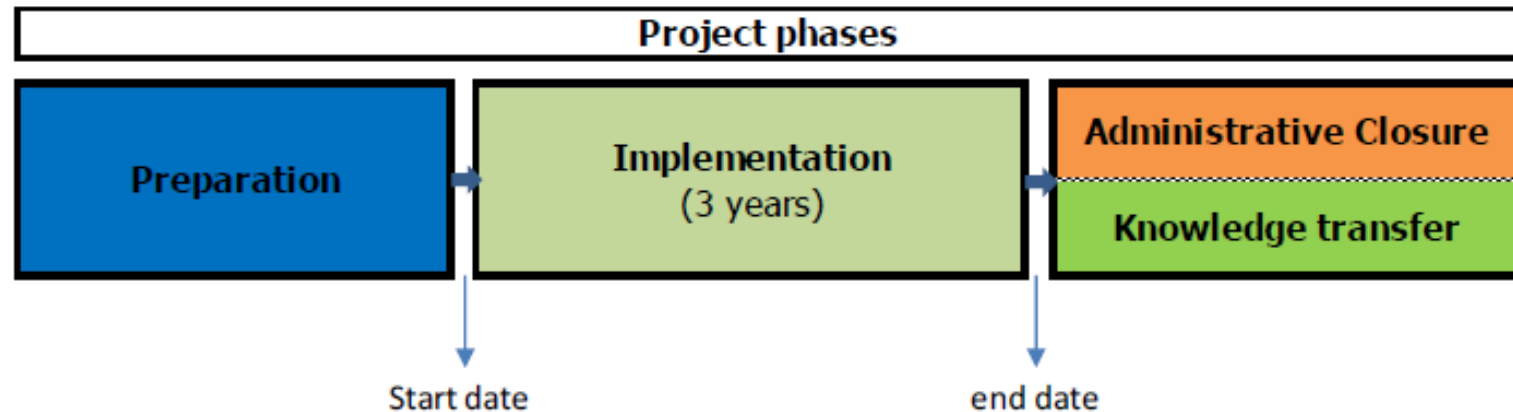 Project phases
Preparation
Implementation
(3 years)
Administrative Closure
Knowledge transfer
Start date
end date